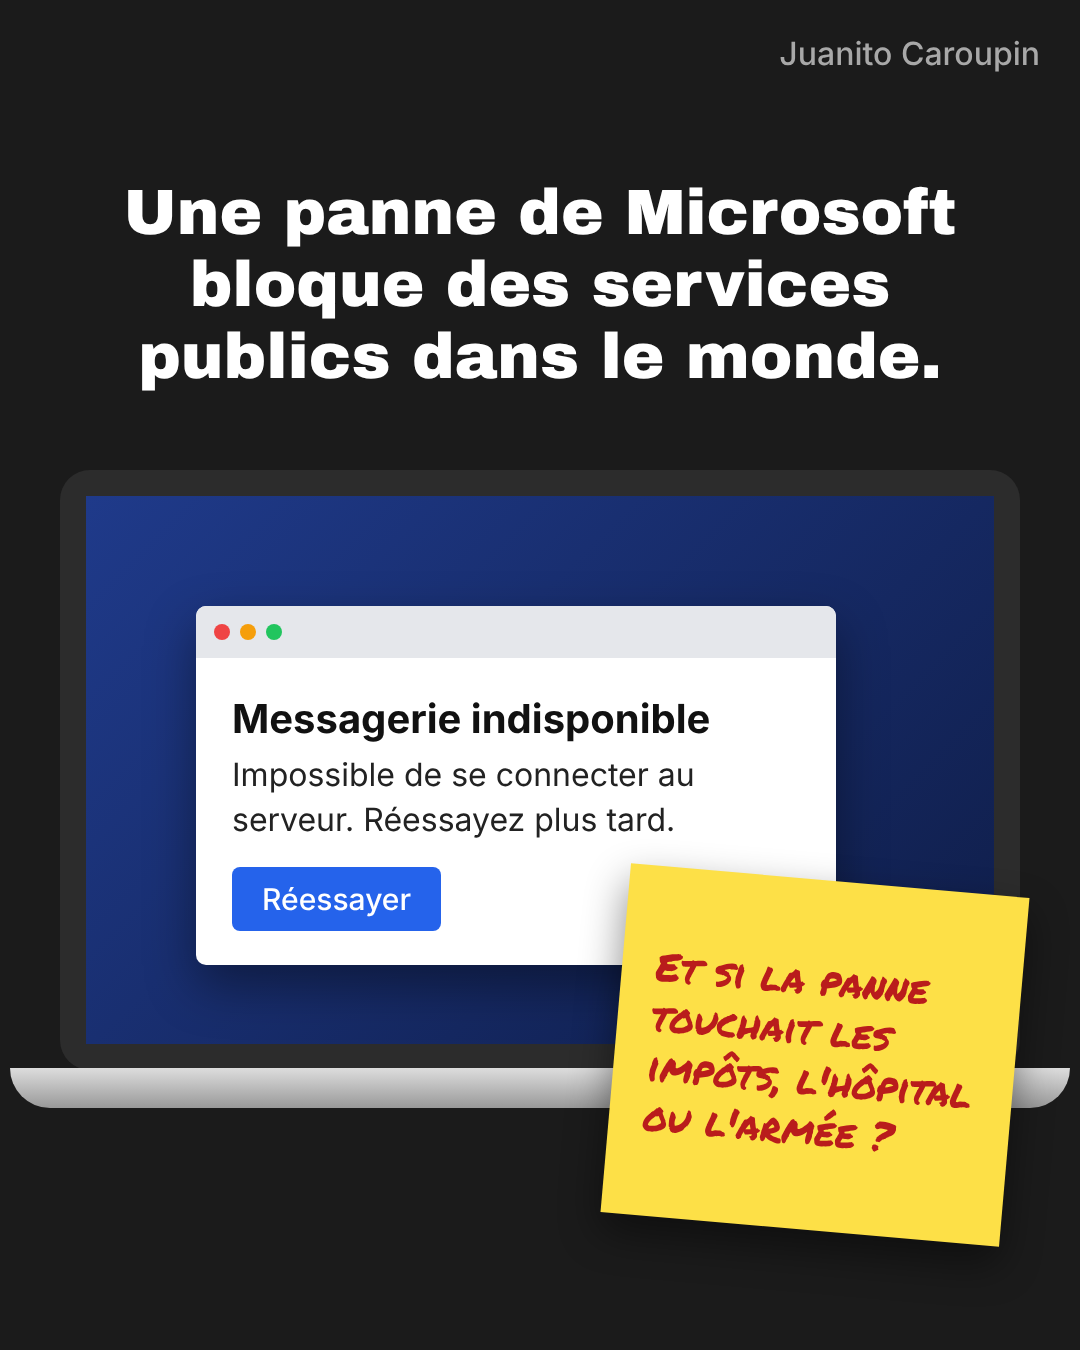 Juanito Caroupin
Une panne de Microsoft
bloque des services
publics dans le monde.
Messagerie indisponible
Impossible de se connecter au
serveur. Réessayez plus tard.
Réessayer
Et si la panne
touchait les
impôts, l'hôpital
ou l'armée ?